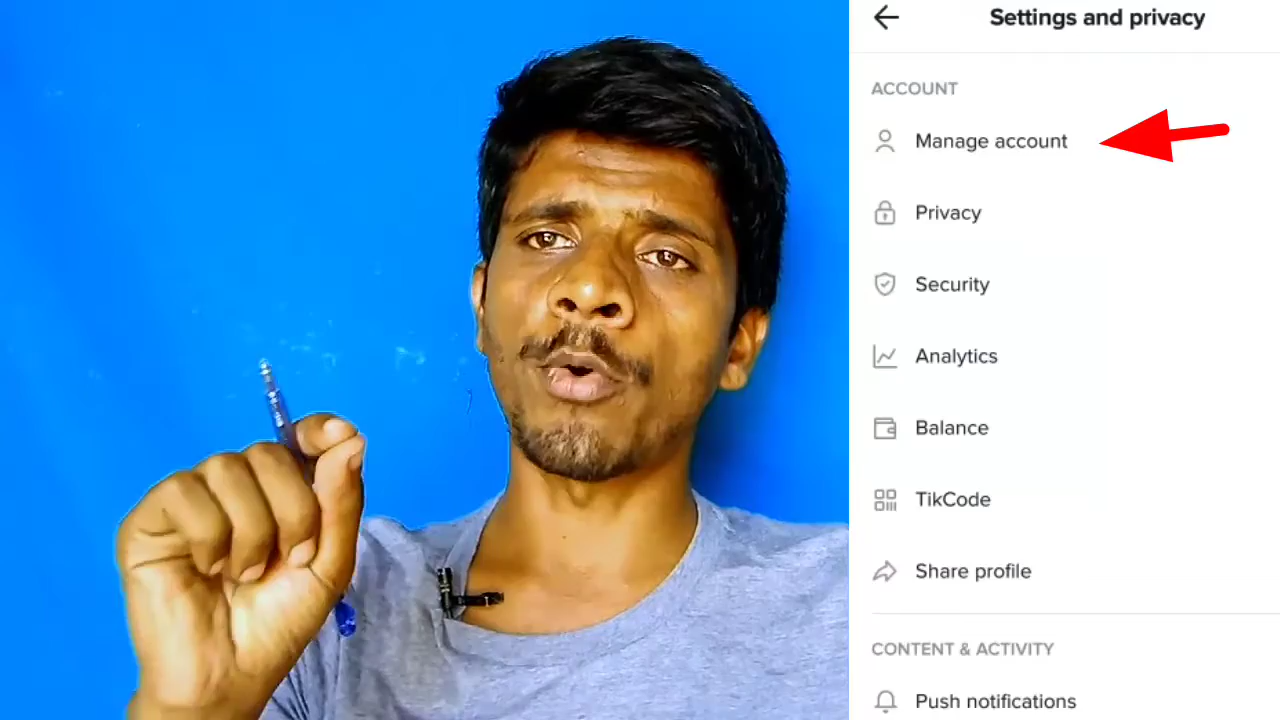 Settings and privacy
ACCOUNT
Manage account
Privacy
Security
Analytics
Balance
TikCode
Share profile
CONTENT & ACTIVITY
Push notifications